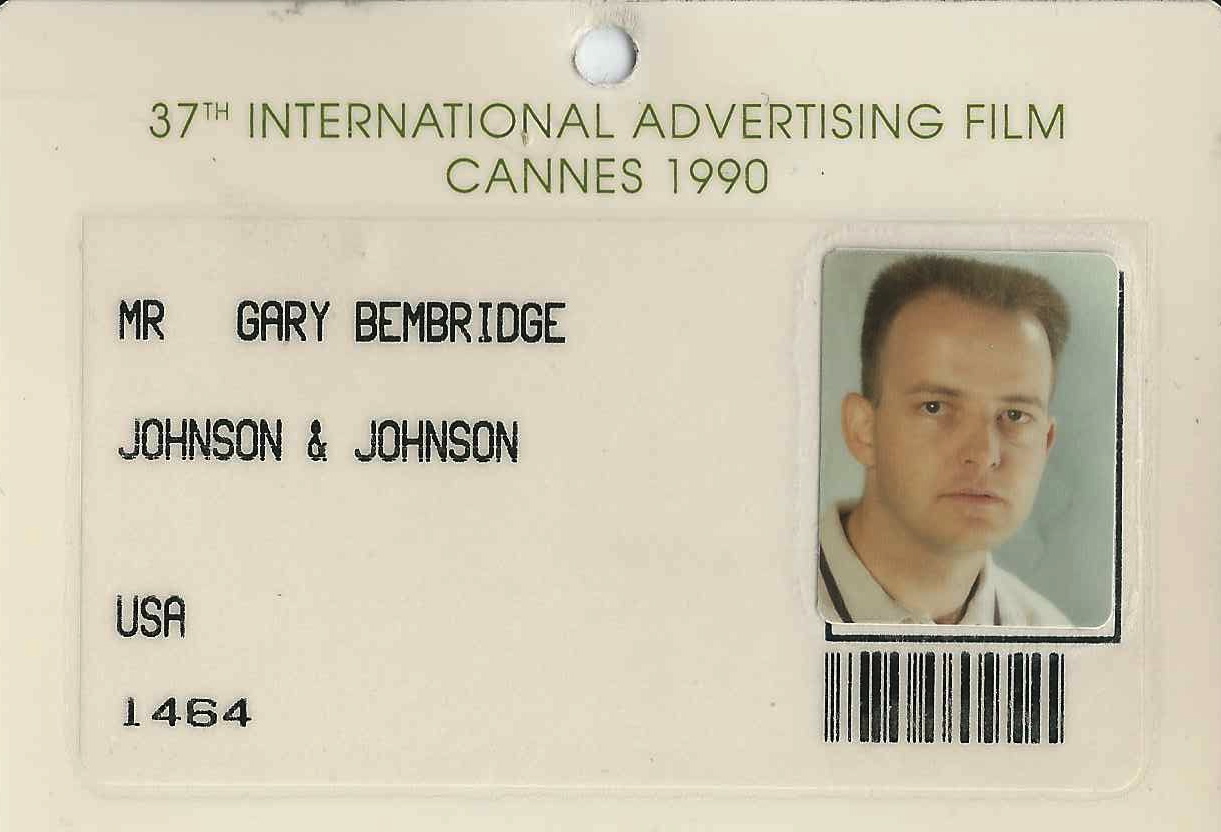 37TH INTERNATIONAL ADVERTISING FILM
CANNES 1990
MR GARY BEMBRIDGE
JOHNSON & JOHNSON
USA
1464